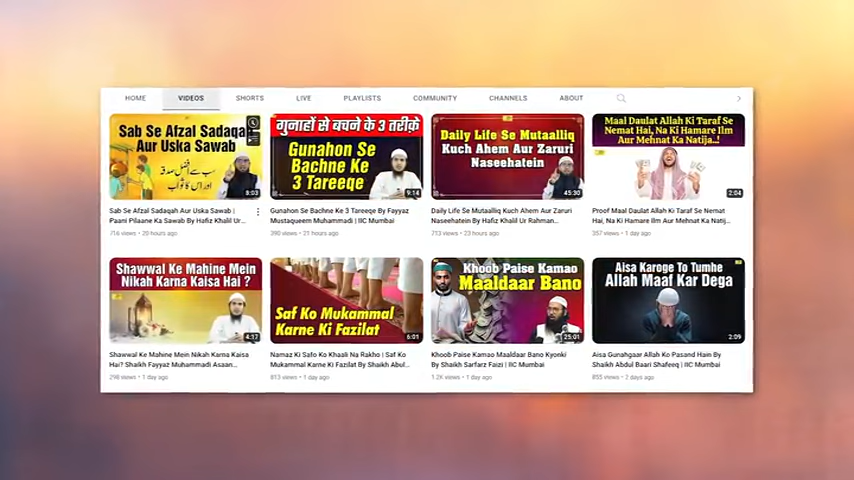 HOME VIDEOS SHORTS LIVE PLAYLISTS COMMUNITY CHANNELS ABOUT
Sab Se Afzal Sadaqa
Aur Uska Sawab
سب سے افضل صدقہ
اور اس کا ثواب
8:03
Sab Se Afzal Sadaqah Aur Uska Sawab |
Paani Pilaane Ka Sawab By Hafiz Khalil Ur...
716 views • 20 hours ago
गुनाहों से बचने के 3 तरीक़े
Gunahon Se
Bachne Ke
3 Tareeqe
9:14
Gunahon Se Bachne Ke 3 Tareeqe By Fayyaz
Mustaqueem Muhammadi | IIC Mumbai
390 views • 21 hours ago
Daily Life Se Mutaalliq
Kuch Ahem Aur Zaruri
Naseehatein
45:30
Daily Life Se Mutaalliq Kuch Ahem Aur Zaruri
Naseehatein By Hafiz Khalil Ur Rahman...
713 views • 23 hours ago
Maal Daulat Allah Ki Taraf Se
Nemat Hai, Na Ki Hamare Ilm
Aur Mehnat Ka Natija..!
2:04
Proof Maal Daulat Allah Ki Taraf Se Nemat
Hai, Na Ki Hamare Ilm Aur Mehnat Ka Natij...
357 views • 1 day ago
Shawwal Ke Mahine Mein
Nikah Karna Kaisa Hai ?
4:17
Shawwal Ke Mahine Mein Nikah Karna Kaisa
Hai? Shaikh Fayyaz Muhammadi Asaan...
298 views • 1 day ago
Saf Ko Mukammal
Karne Ki Fazilat
6:01
Namaz Ki Safo Ko Khaali Na Rakho | Saf Ko
Mukammal Karne Ki Fazilat By Shaikh Abul...
813 views • 1 day ago
Khoob Paise Kamao
Maaldaar Bano
25:01
Khoob Paise Kamao Maaldaar Bano Kyonki
By Shaikh Sarfarz Faizi | IIC Mumbai
1.2K views • 1 day ago
Aisa Karoge To Tumhe
Allah Maaf Kar Dega
2:09
Aisa Gunahgaar Allah Ko Pasand Hain By
Shaikh Abdul Baari Shafeeq | IIC Mumbai
855 views • 2 days ago